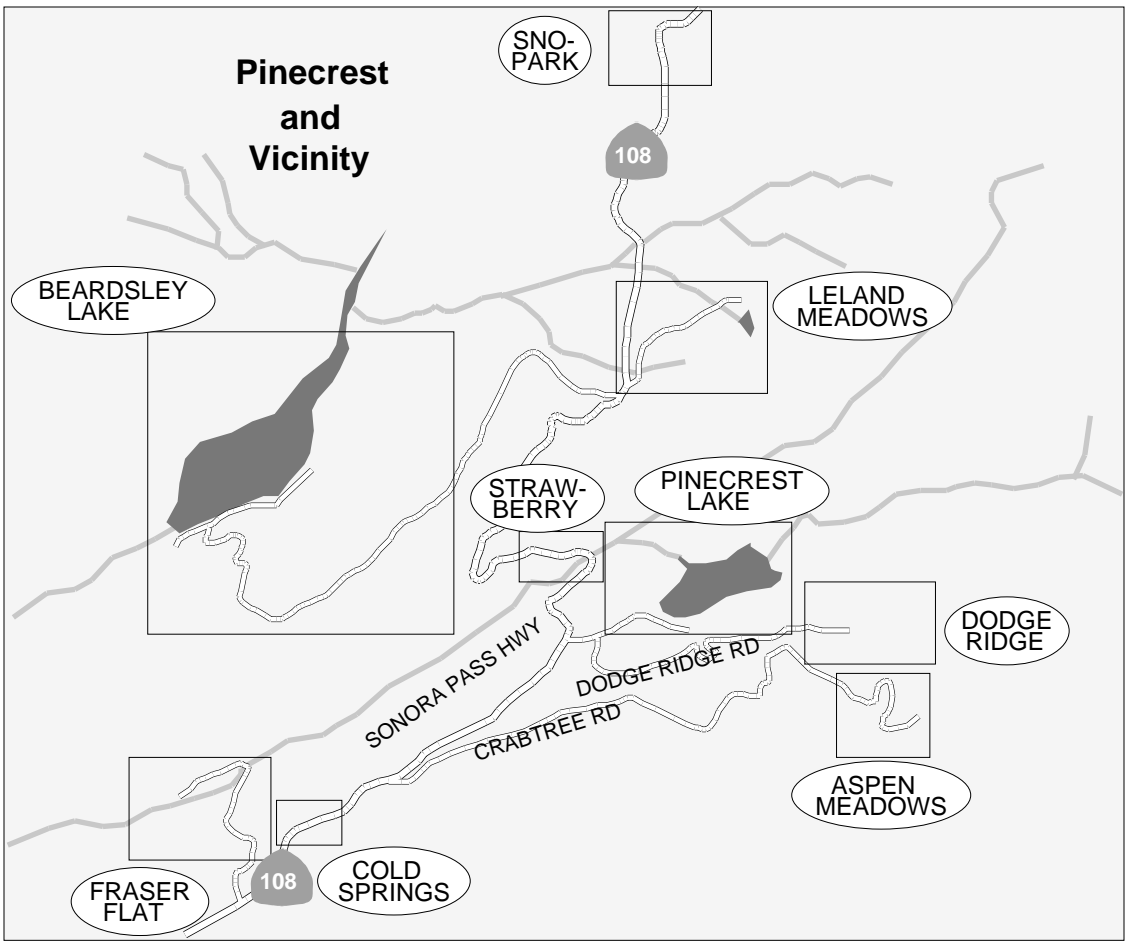 SNO-
PARK
Pinecrest
and
Vicinity
108
BEARDSLEY
LAKE
LELAND
MEADOWS
STRAW-
BERRY
PINECREST
LAKE
DODGE
RIDGE
SONORA PASS HWY
DODGE RIDGE RD
CRABTREE RD
ASPEN
MEADOWS
FRASER
FLAT
108
COLD
SPRINGS